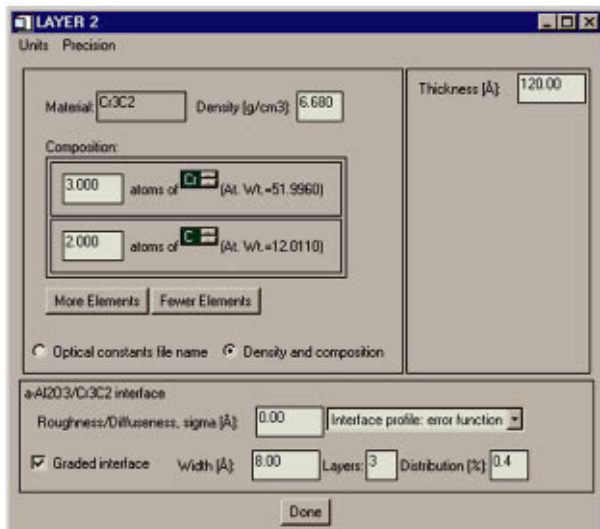 LAYER 2
Units Precision
Material: Cr3C2 Density [g/cm3]: 6.680
Thickness [Å]: 120.00
Composition:
3.000 atoms of Cr (At. Wt.=51.9960)
2.000 atoms of C (At. Wt.=12.0110)
More Elements Fewer Elements
Optical constants file name Density and composition
a-Al2O3/Cr3C2 interface
Roughness/Diffuseness, sigma [Å]: 0.00 Interface profile: error function
Graded interface Width [Å]: 8.00 Layers: 3 Distribution [%]: 0.4
Done